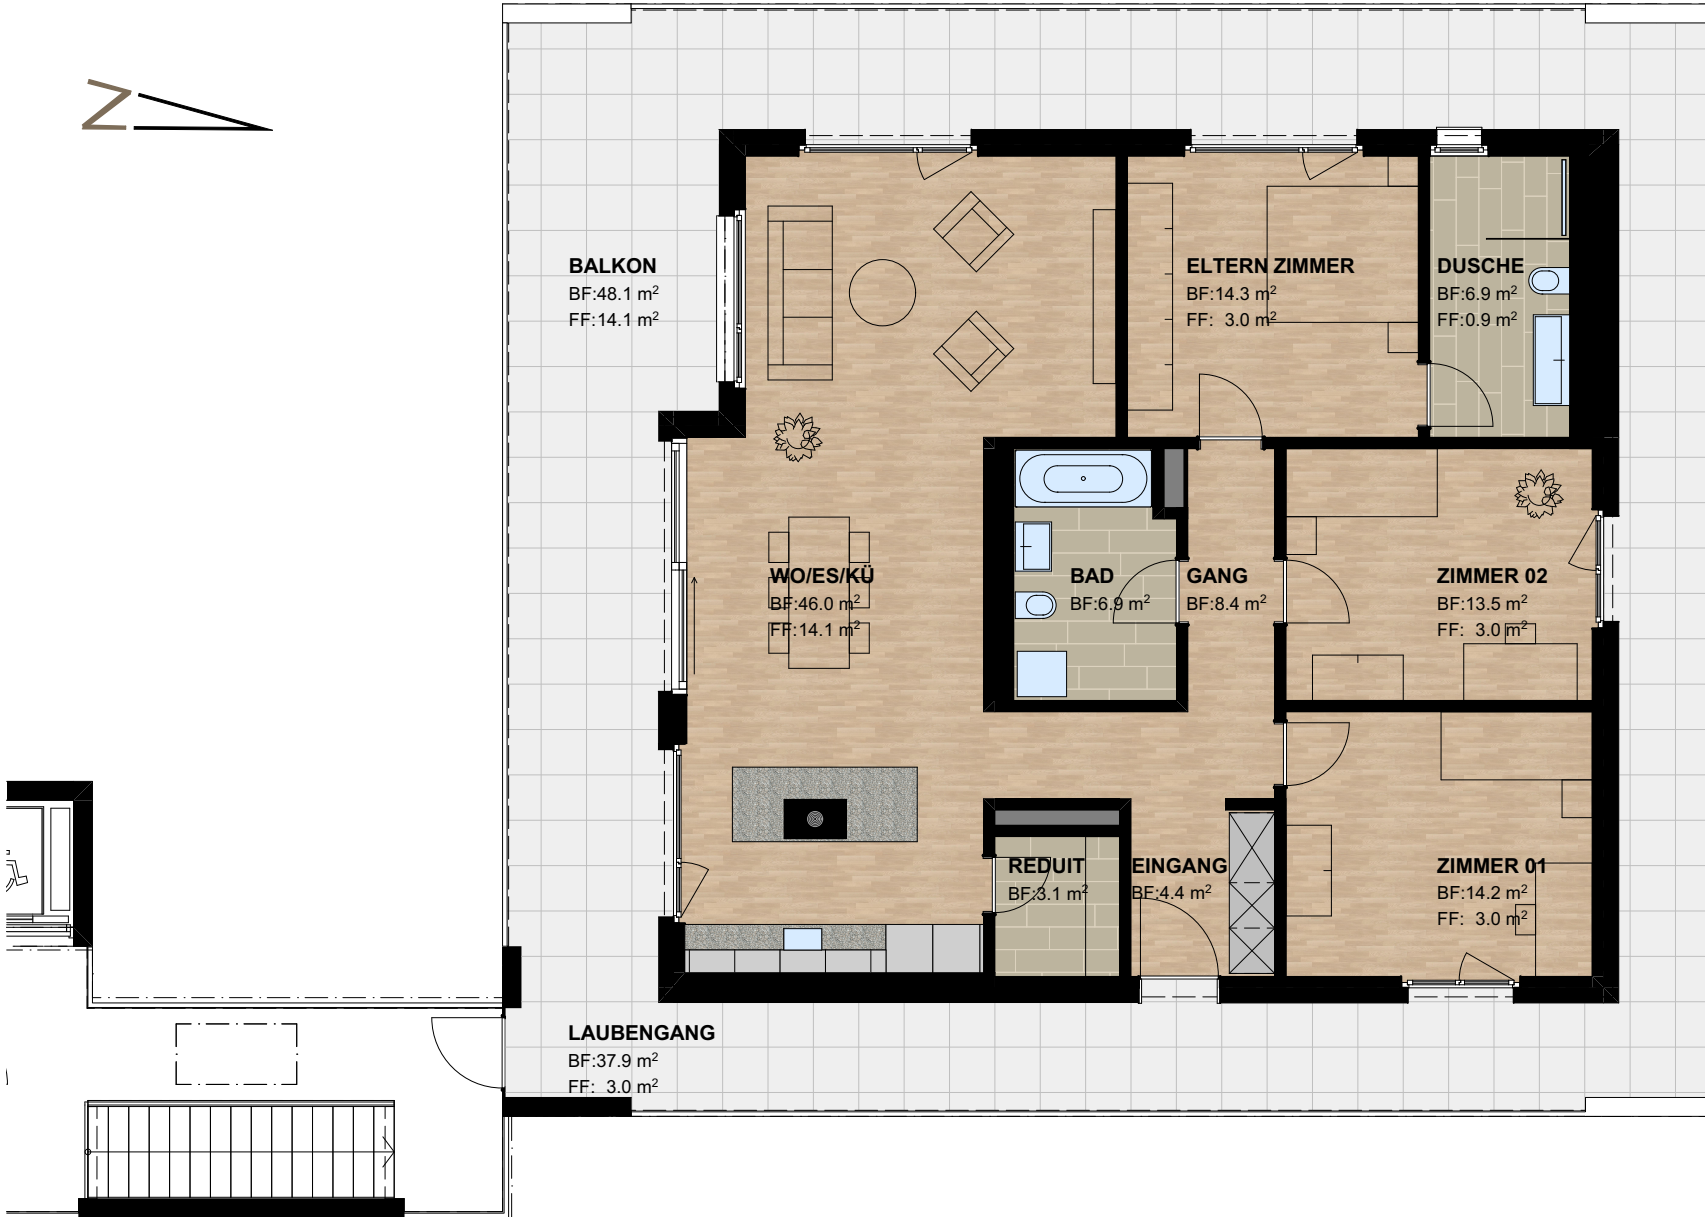 N
BALKON
BF:48.1 m²
FF:14.1 m²
ELTERN ZIMMER
BF:14.3 m²
FF: 3.0 m²
DUSCHE
BF:6.9 m²
FF:0.9 m²
WO/ES/KÜ
BF:46.0 m²
FF:14.1 m²
BAD
BF:6.9 m²
GANG
BF:8.4 m²
ZIMMER 02
BF:13.5 m²
FF: 3.0 m²
REDUIT
BF:3.1 m²
EINGANG
BF:4.4 m²
ZIMMER 01
BF:14.2 m²
FF: 3.0 m²
LAUBENGANG
BF:37.9 m²
FF: 3.0 m²